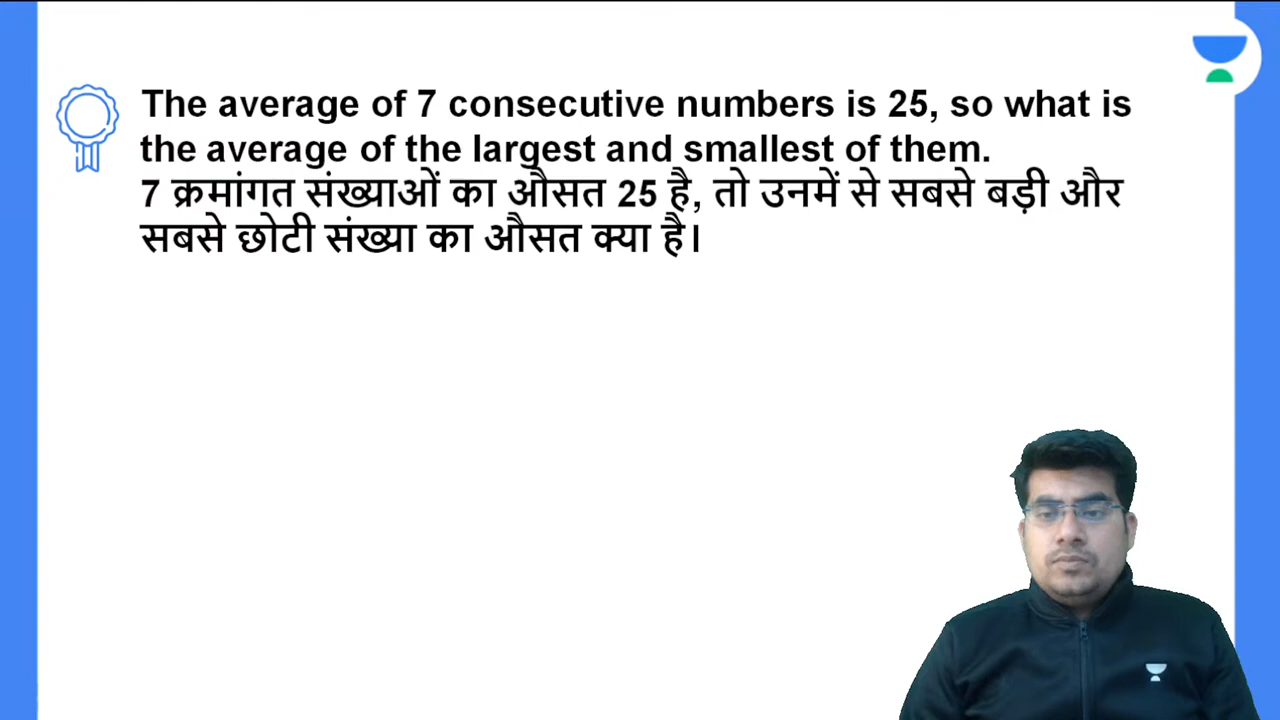 The average of 7 consecutive numbers is 25, so what is
the average of the largest and smallest of them.
7 क्रमांगत संख्याओं का औसत 25 है, तो उनमें से सबसे बड़ी और
सबसे छोटी संख्या का औसत क्या है।